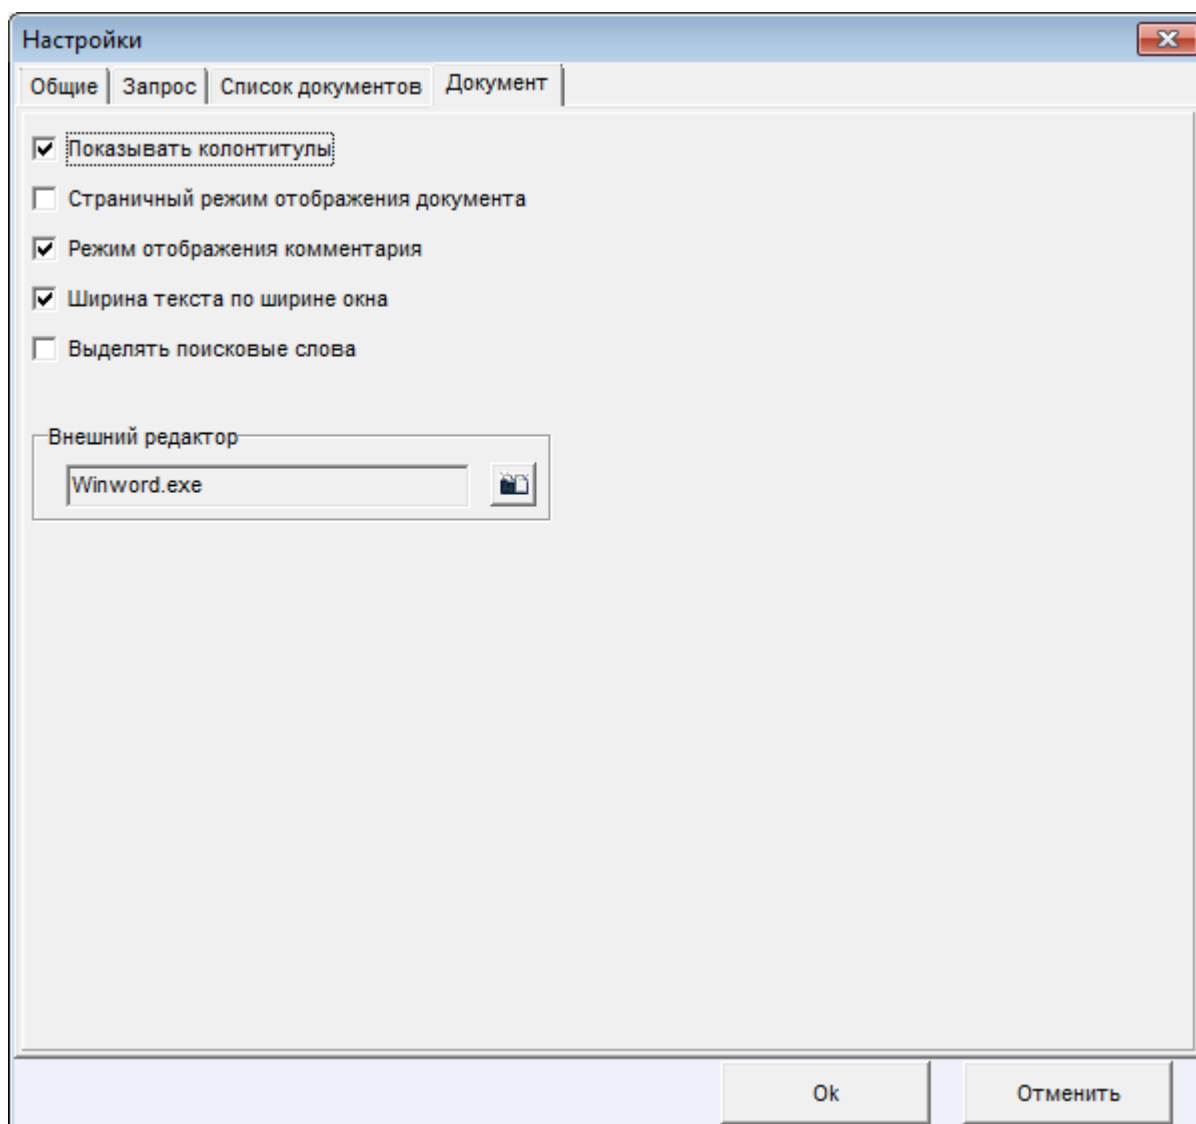 Настройки
Общие Запрос Список документов Документ
Показывать колонтитулы
Страничный режим отображения документа
Режим отображения комментария
Ширина текста по ширине окна
Выделять поисковые слова
Внешний редактор
Winword.exe
Ok Отменить